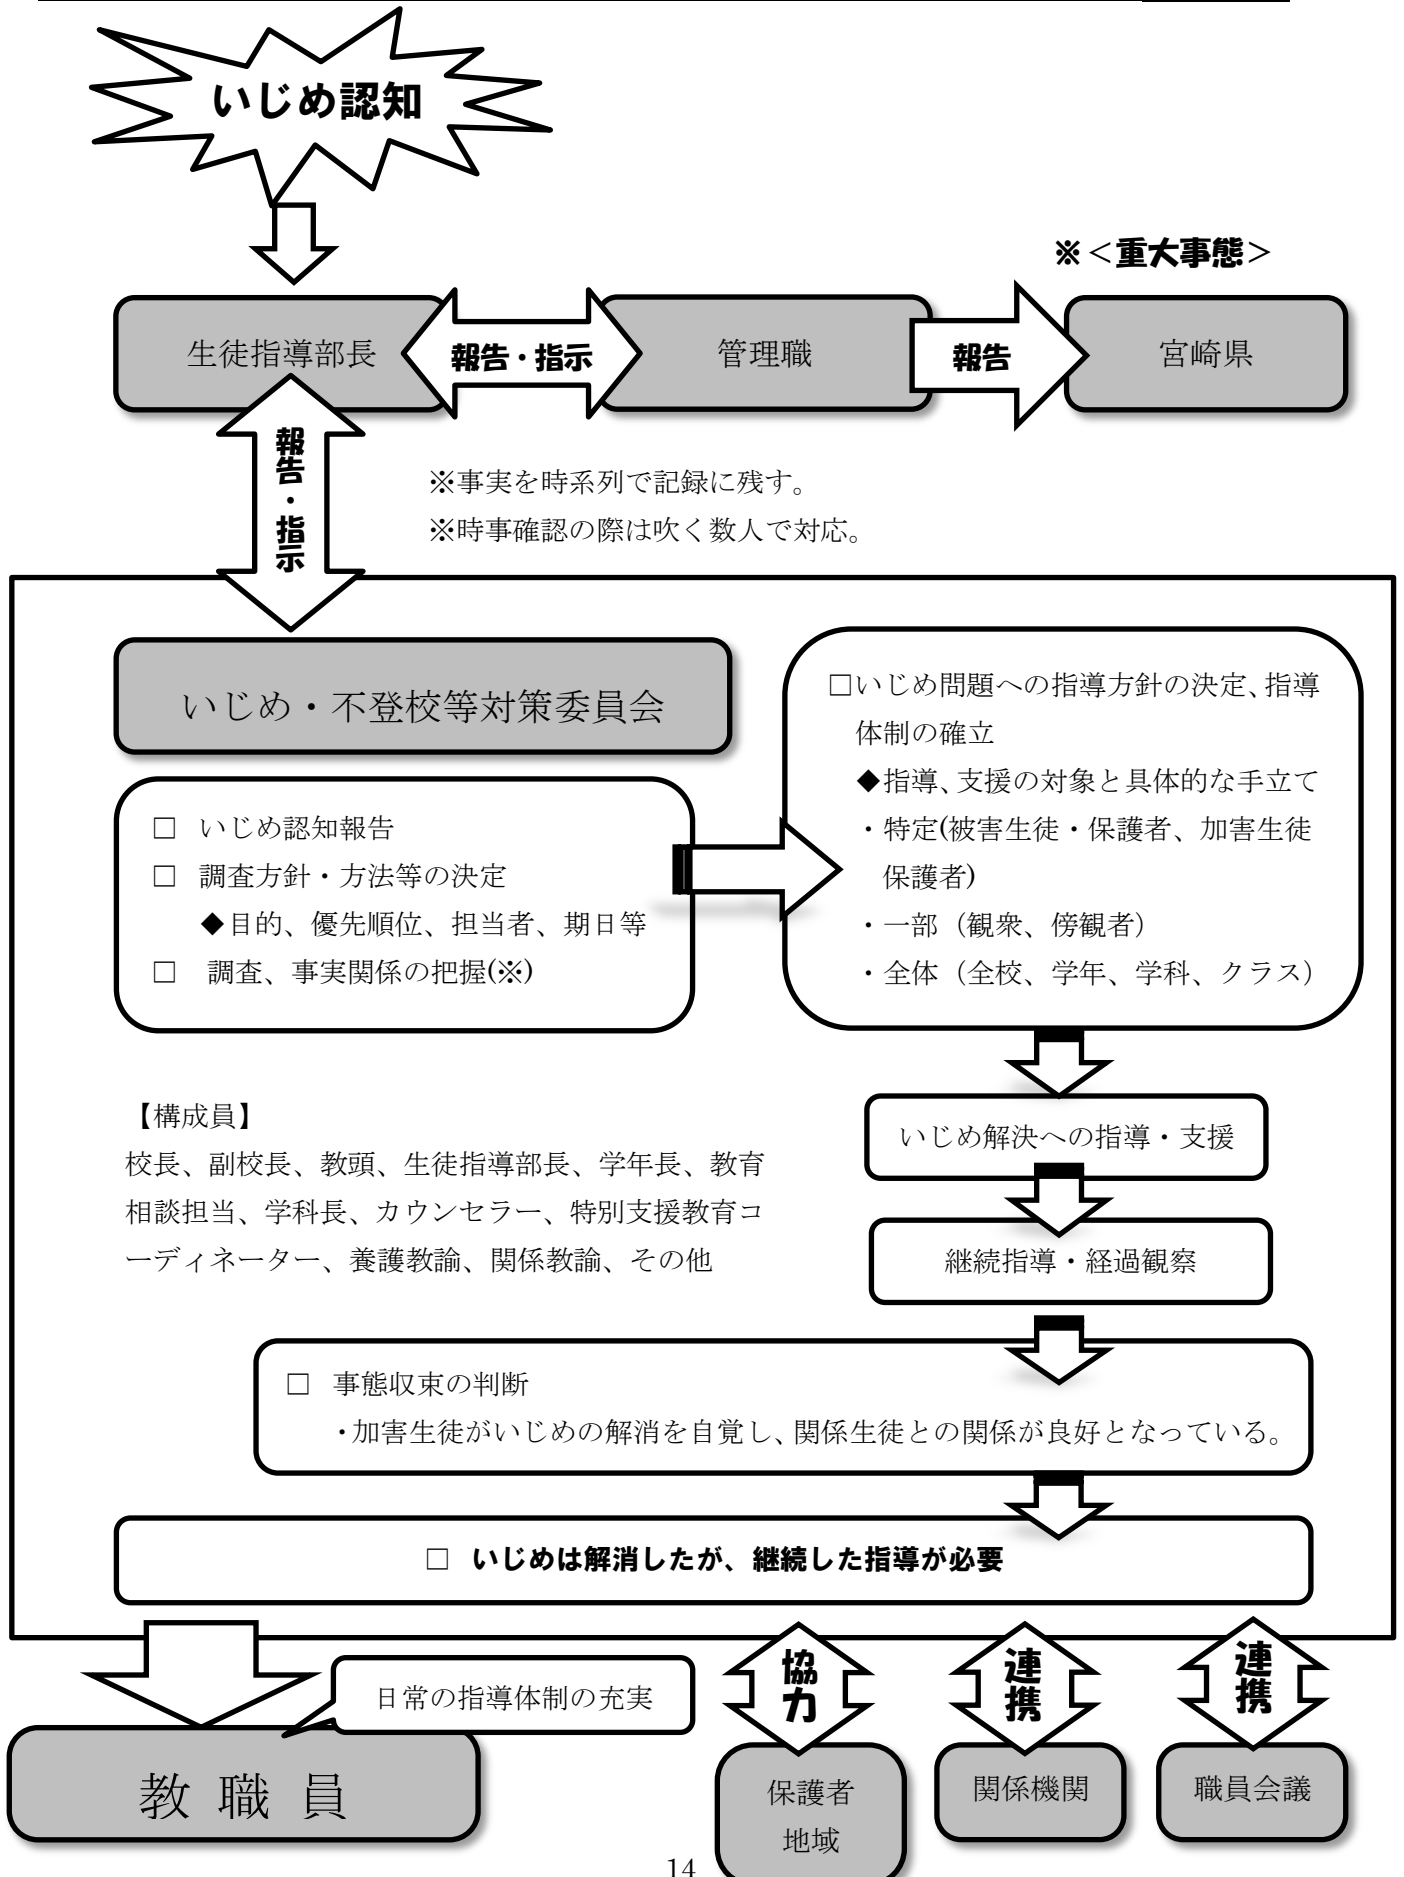 いじめ認知
※＜重大事態＞
生徒指導部長
報告・指示
管理職
報告
宮崎県
報告・指示
※事実を時系列で記録に残す。
※時事確認の際は吹く数人で対応。
いじめ・不登校等対策委員会
□ いじめ認知報告
□ 調査方針・方法等の決定
◆目的、優先順位、担当者、期日等
□ 調査、事実関係の把握(※)
□いじめ問題への指導方針の決定、指導
体制の確立
◆指導、支援の対象と具体的な手立て
・特定(被害生徒・保護者、加害生徒
保護者)
・一部（観衆、傍観者）
・全体（全校、学年、学科、クラス）
【構成員】
校長、副校長、教頭、生徒指導部長、学年長、教育
相談担当、学科長、カウンセラー、特別支援教育コ
ーディネーター、養護教諭、関係教諭、その他
いじめ解決への指導・支援
継続指導・経過観察
□ 事態収束の判断
・加害生徒がいじめの解消を自覚し、関係生徒との関係が良好となっている。
□ いじめは解消したが、継続した指導が必要
日常の指導体制の充実
教 職 員
協力
連携
連携
保護者
地域
関係機関
職員会議
14